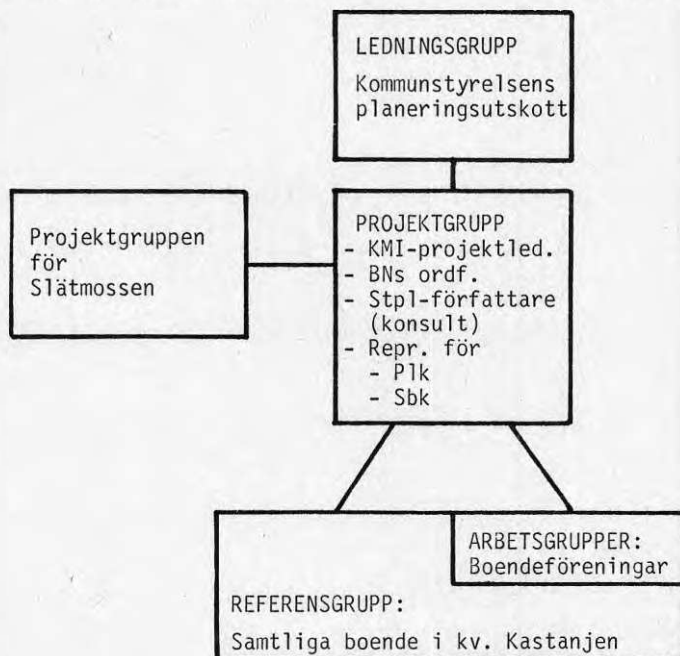 LEDNINGSGRUPP
Kommunstyrelsens
planeringsutskott
Projektgruppen
för
Slätmossen
PROJEKTGRUPP
- KMI-projektled.
- BNs ordf.
- Stpl-författare
(konsult)
- Repr. för
- Plk
- Sbk
ARBETSGRUPPER:
Boendeföreningar
REFERENSGRUPP:
Samtliga boende i kv. Kastanjen